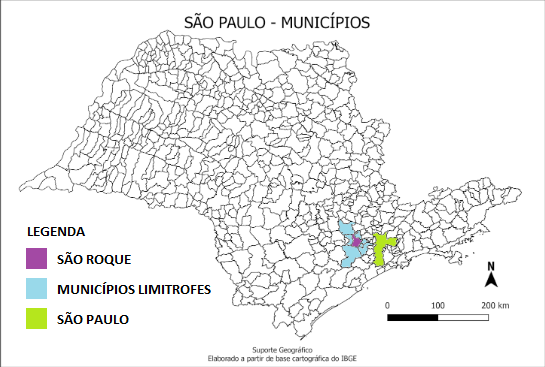 SÃO PAULO - MUNICÍPIOS
LEGENDA
SÃO ROQUE
MUNICÍPIOS LIMITROFES
SÃO PAULO
N
0 100 200 km
Suporte Geográfico
Elaborado a partir de base cartográfica do IBGE